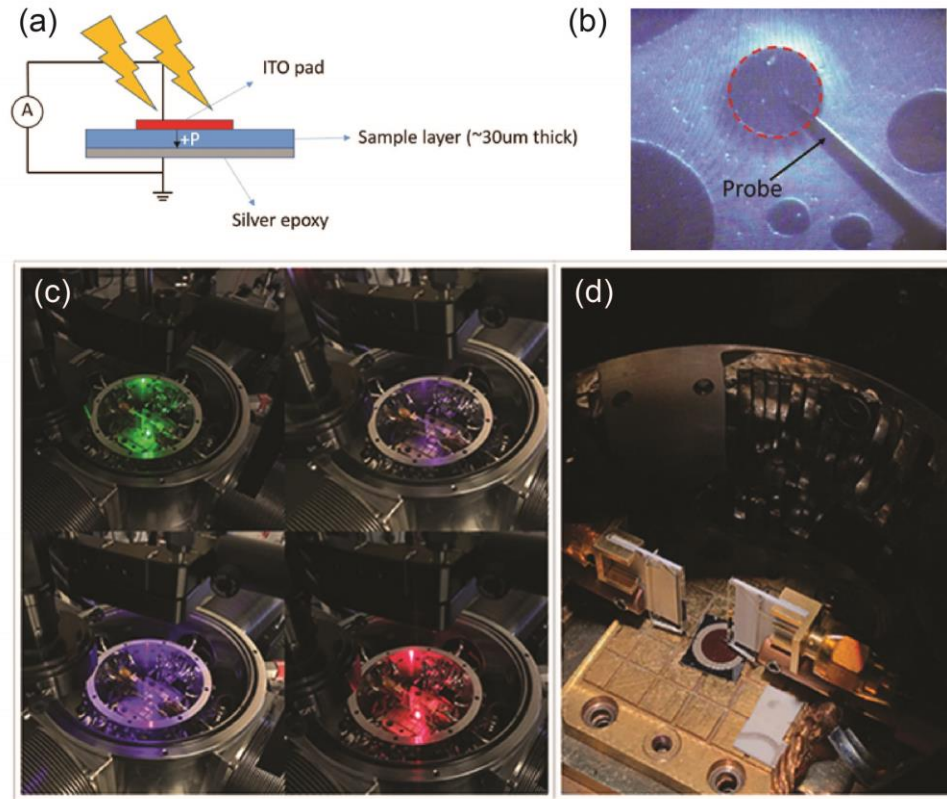 (a)
ITO pad
A
+P
Sample layer (~30um thick)
Silver epoxy
(b)
Probe
(c)
(d)